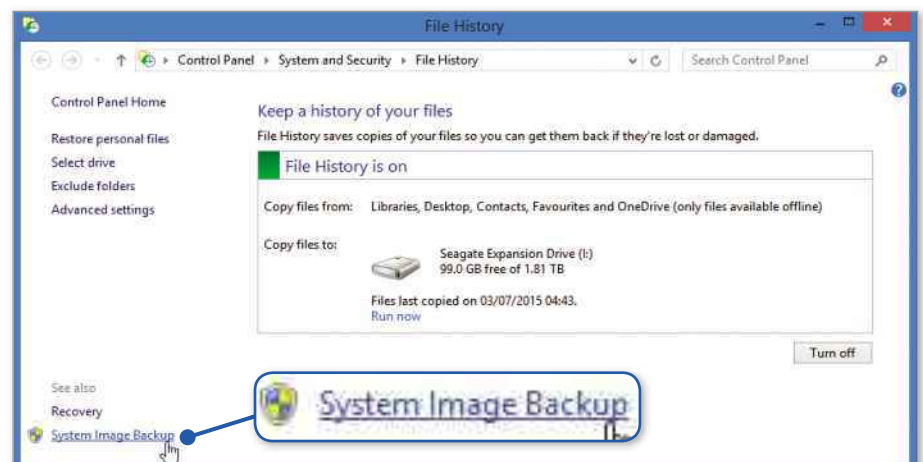 File History
Control Panel ▸ System and Security ▸ File History
Search Control Panel
Control Panel Home
Restore personal files
Select drive
Exclude folders
Advanced settings
Keep a history of your files
File History saves copies of your files so you can get them back if they're lost or damaged.
File History is on
Copy files from: Libraries, Desktop, Contacts, Favourites and OneDrive (only files available offline)
Copy files to:
Seagate Expansion Drive (I:)
99.0 GB free of 1.81 TB
Files last copied on 03/07/2015 04:43.
Run now
Turn off
See also
Recovery
System Image Backup
System Image Backup